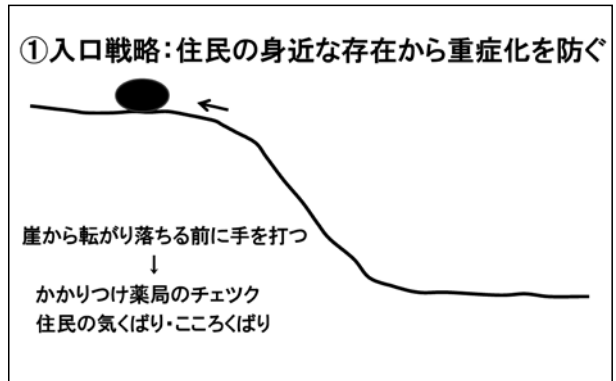 ①入口戦略：住民の身近な存在から重症化を防ぐ
崖から転がり落ちる前に手を打つ
↓
かかりつけ薬局のチェツク
住民の気くばり・こころくばり